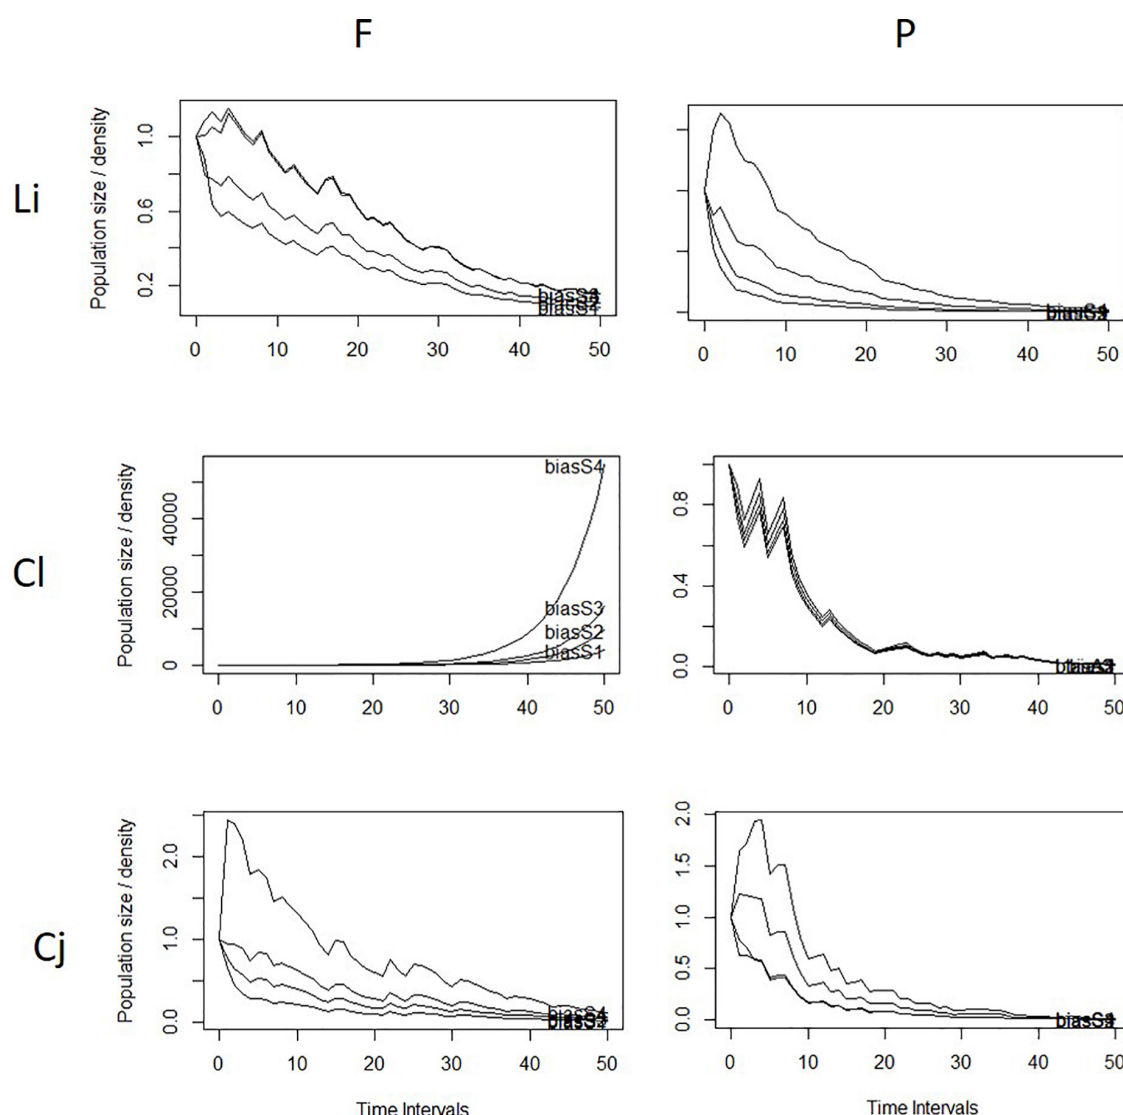 F P
Li
Population size / density
1.0
0.6
0.2
0 10 20 30 40 50
0 10 20 30 40 50
Cl
Population size / density
40000
20000
0
biasS4
biasS3
biasS2
biasS1
0 10 20 30 40 50
0.8
0.4
0.0
0 10 20 30 40 50
Cj
Population size / density
2.0
1.0
0.0
0 10 20 30 40 50
Time Intervals
2.0
1.5
1.0
0.5
0.0
0 10 20 30 40 50
Time Intervals